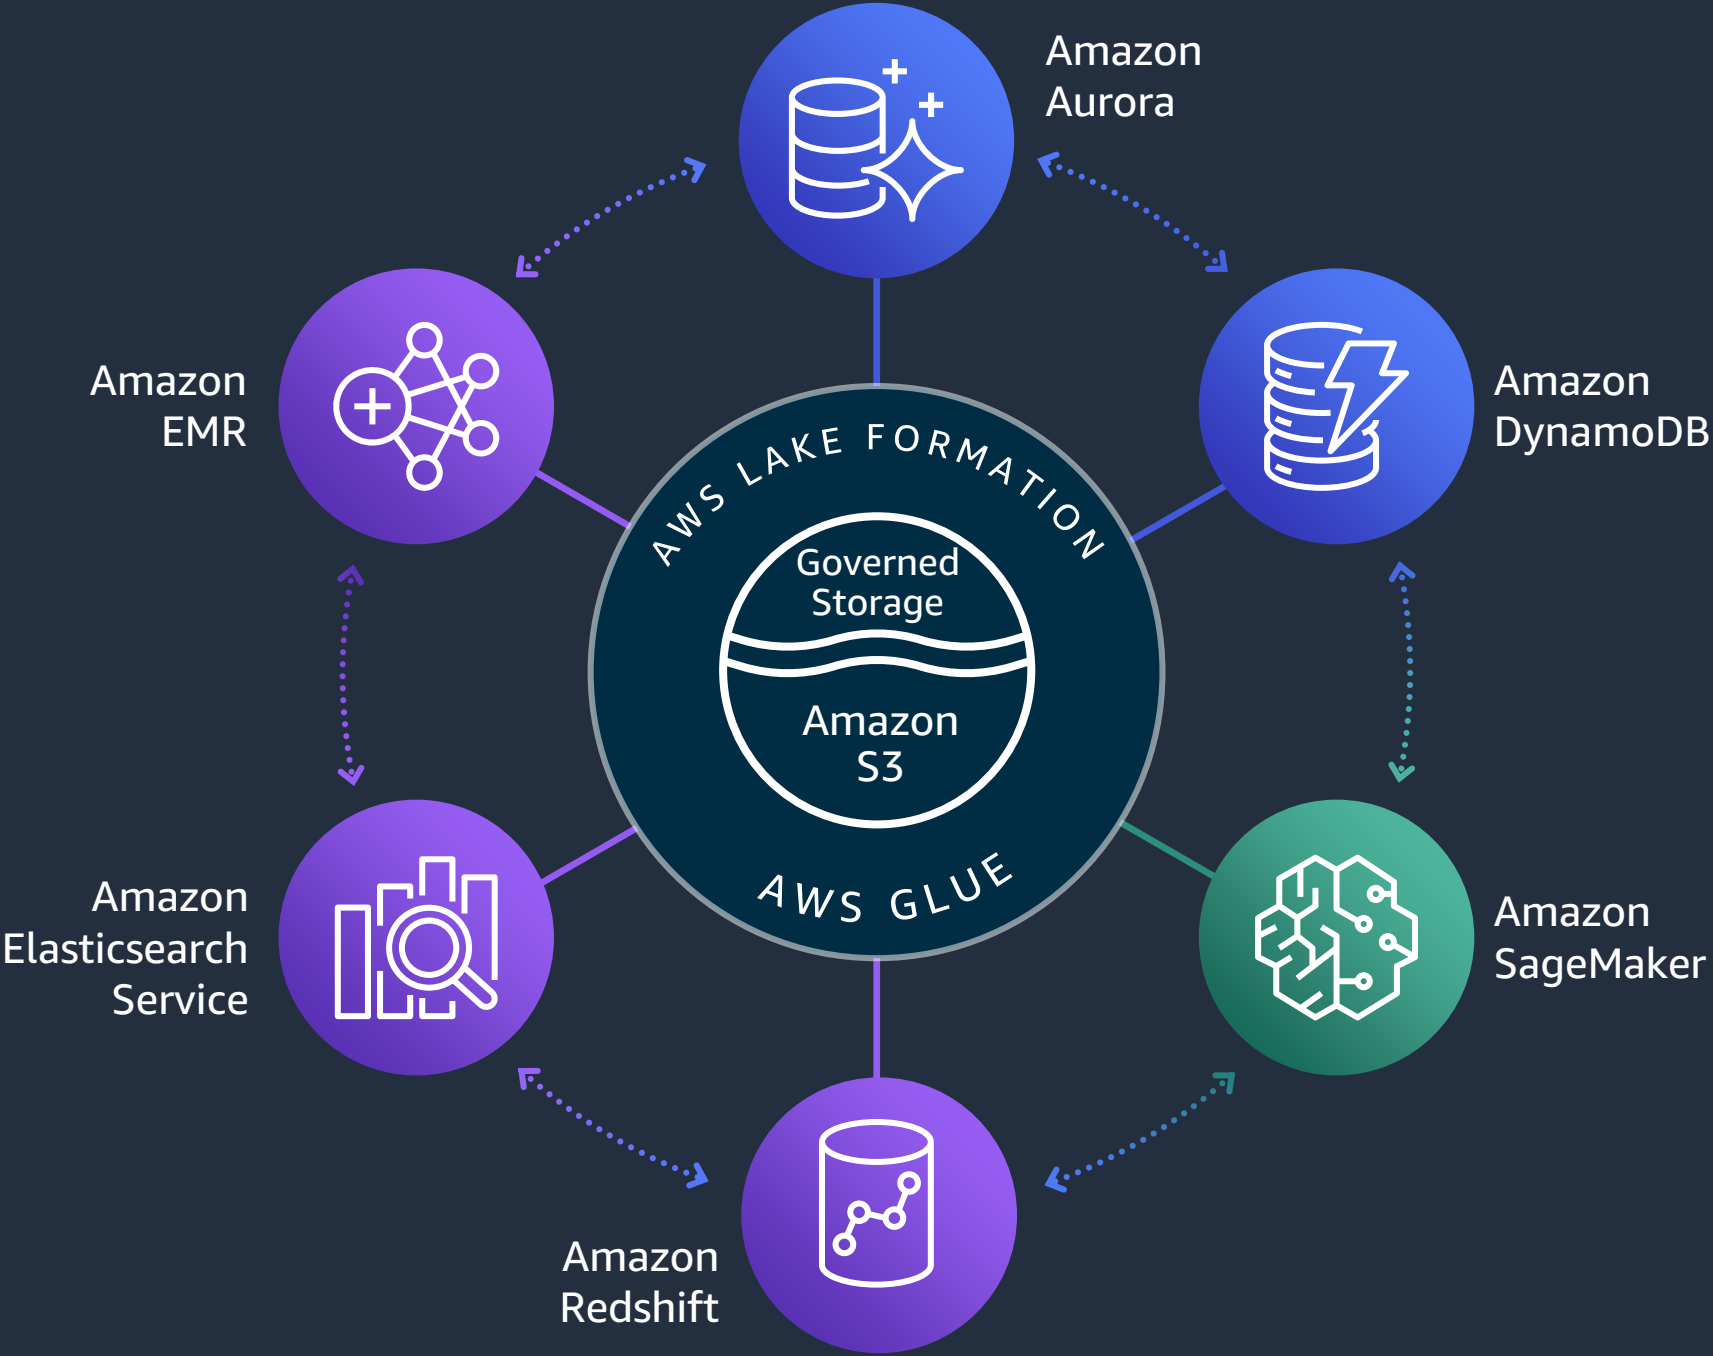 Amazon
Aurora
Amazon
EMR
Amazon
DynamoDB
AWS LAKE FORMATION
Governed
Storage
Amazon
S3
AWS GLUE
Amazon
Elasticsearch
Service
Amazon
SageMaker
Amazon
Redshift